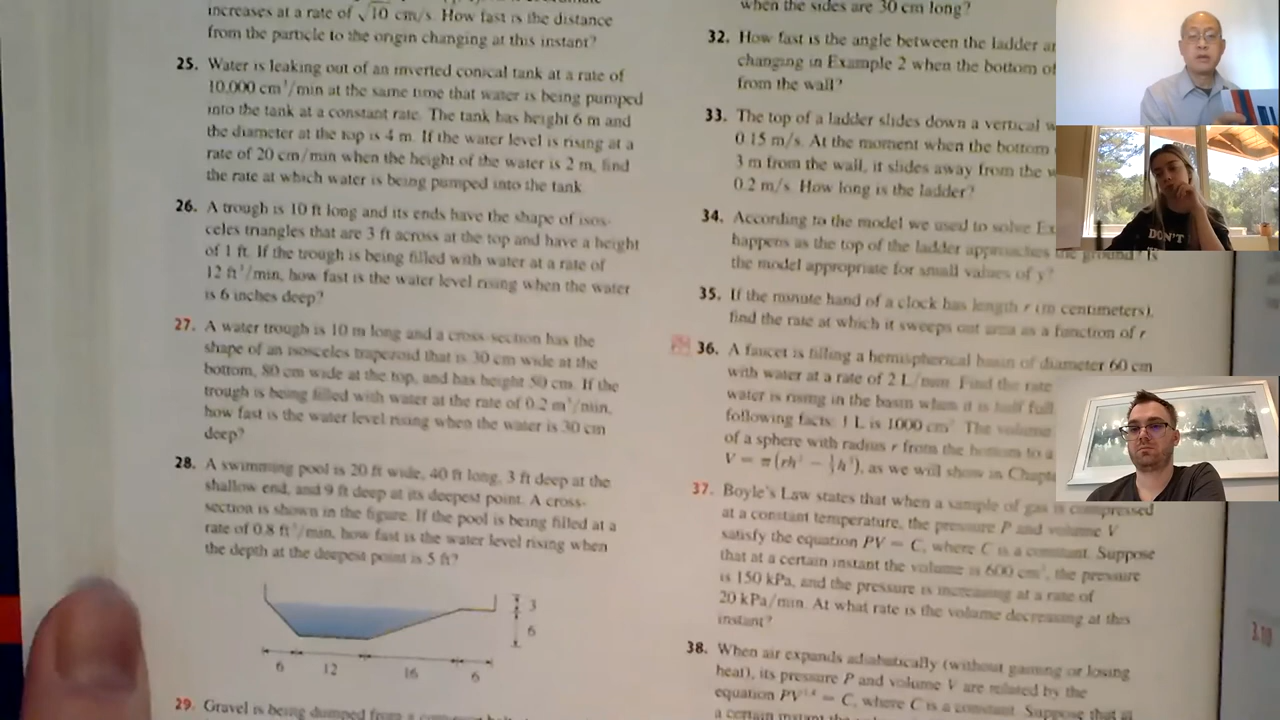 increases at a rate of √10 cm/s. How fast is the distance
from the particle to the origin changing at this instant?
25. Water is leaking out of an inverted conical tank at a rate of
10,000 cm³/min at the same time that water is being pumped
into the tank at a constant rate. The tank has height 6 m and
the diameter at the top is 4 m. If the water level is rising at a
rate of 20 cm/min when the height of the water is 2 m, find
the rate at which water is being pumped into the tank
26. A trough is 10 ft long and its ends have the shape of isos-
celes triangles that are 3 ft across at the top and have a height
of 1 ft. If the trough is being filled with water at a rate of
12 ft³/min, how fast is the water level rising when the water
is 6 inches deep?
27. A water trough is 10 m long and a cross-section has the
shape of an isosceles trapezoid that is 30 cm wide at the
bottom, 80 cm wide at the top, and has height 50 cm. If the
trough is being filled with water at the rate of 0.2 m³/min,
how fast is the water level rising when the water is 30 cm
deep?
28. A swimming pool is 20 ft wide, 40 ft long, 3 ft deep at the
shallow end, and 9 ft deep at its deepest point. A cross-
section is shown in the figure. If the pool is being filled at a
rate of 0.8 ft³/min, how fast is the water level rising when
the depth at the deepest point is 5 ft?
3
6
6 12 16 6
29. Gravel is being dumped from a
when the sides are 30 cm long?
32. How fast is the angle between the ladder
changing in Example 2 when the bottom of
from the wall?
33. The top of a ladder slides down a vertical
0.15 m/s. At the moment when the bottom
3 m from the wall, it slides away from the
0.2 m/s. How long is the ladder?
34. According to the model we used to solve
happens as the top of the ladder approaches the ground? Is
the model appropriate for small values of y?
35. If the minute hand of a clock has length r (in centimeters),
find the rate at which it sweeps out area as a function of r
36. A faucet is filling a hemispherical basin of diameter 60 cm
with water at a rate of 2 L/min. Find the rate
water is rising in the basin when it is half full
following facts: 1 L is 1000 cm³. The volume
of a sphere with radius r from the bottom to a
V = π(rh² − ⅓h³), as we will show in
37. Boyle's Law states that when a sample of gas is compressed
at a constant temperature, the pressure P and volume V
satisfy the equation PV = C, where C is a constant. Suppose
that at a certain instant the volume is 600 cm³, the pressure
is 150 kPa, and the pressure is increasing at a rate of
20 kPa/min. At what rate is the volume decreasing at this
instant?
38. When air expands adiabatically (without gaining or losing
heat), its pressure P and volume V are related by the
equation PV¹·⁴ = C, where C is a constant. Suppose that
a certain instant the
3.10
DON'T